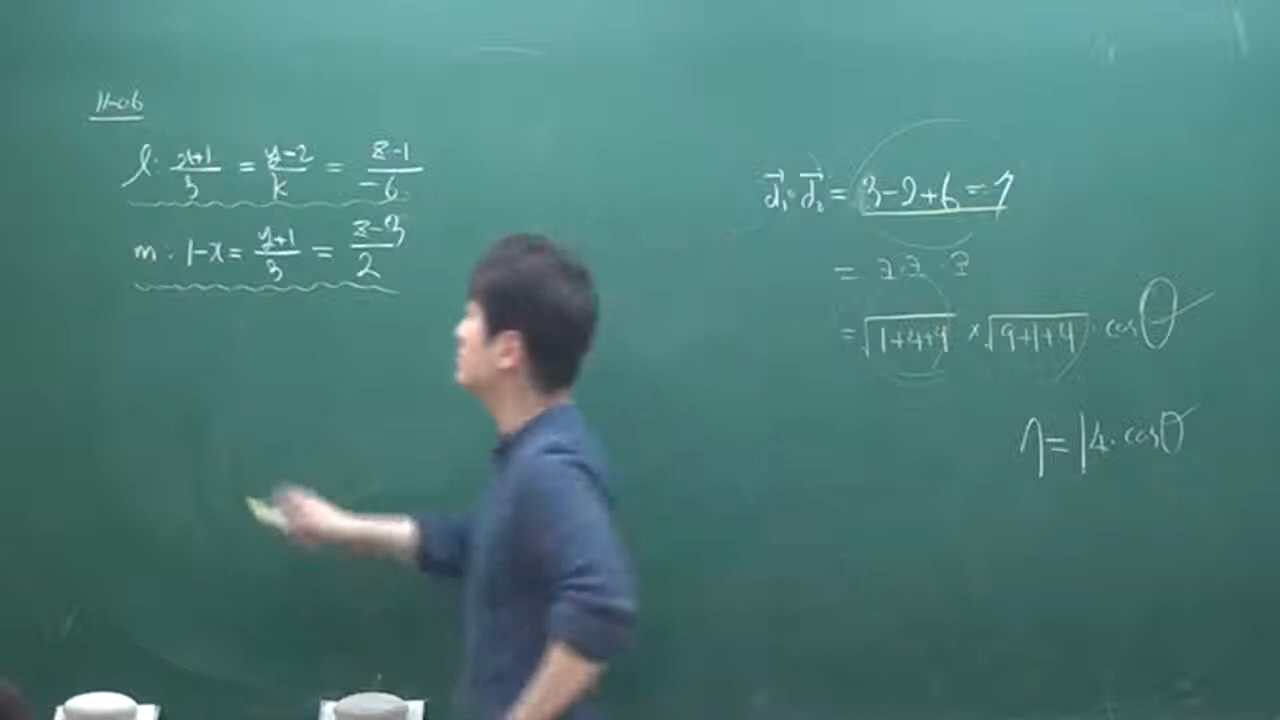 11-06
l: x+1/3 = y-2/k = z-1/-6
m: 1-x = y+1/3 = z-3/2
d₁·d₂ = 3-2+6=7
=
= √1+4+9 × √9+1+4 · cosθ
7=14·cosθ